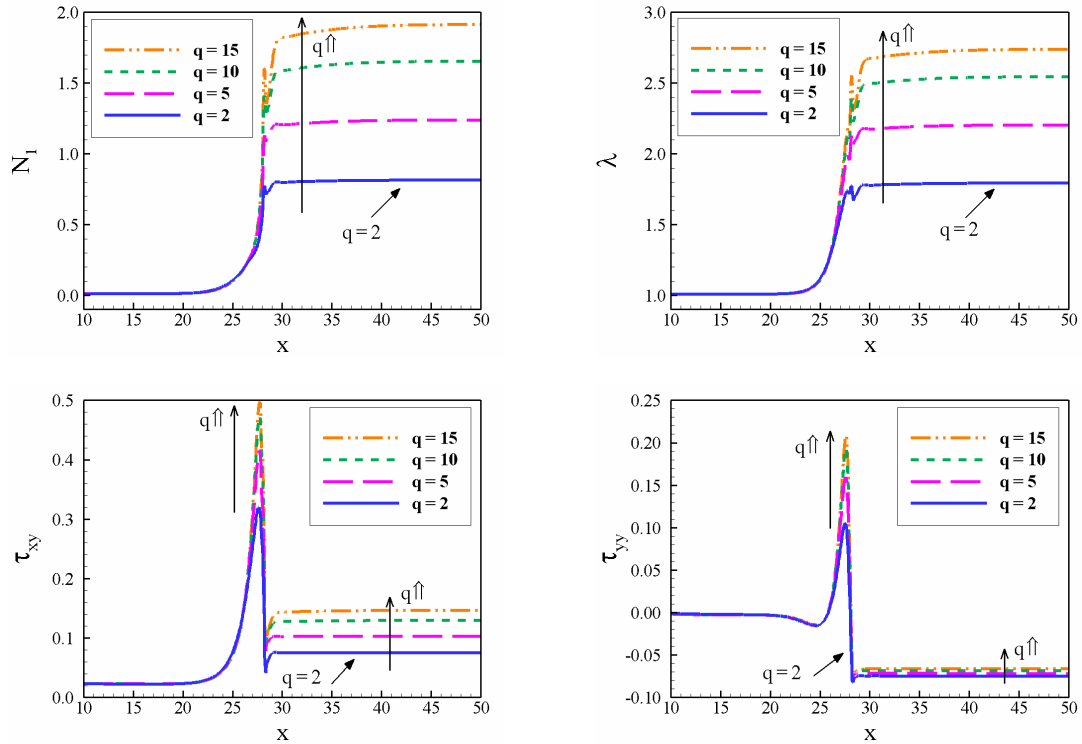 2.0
1.5
1.0
0.5
0.0
N₁
q = 15
q = 10
q = 5
q = 2
q⇑
q = 2
10 15 20 25 30 35 40 45 50
x
3.0
2.5
2.0
1.5
1.0
λ
q = 15
q = 10
q = 5
q = 2
q⇑
q = 2
10 15 20 25 30 35 40 45 50
x
0.5
0.4
0.3
0.2
0.1
0.0
τxy
q⇑
q = 15
q = 10
q = 5
q = 2
q⇑
q = 2
10 15 20 25 30 35 40 45 50
x
0.25
0.20
0.15
0.10
0.05
0.00
-0.05
-0.10
τyy
q⇑
q = 15
q = 10
q = 5
q = 2
q⇑
q = 2
10 15 20 25 30 35 40 45 50
x